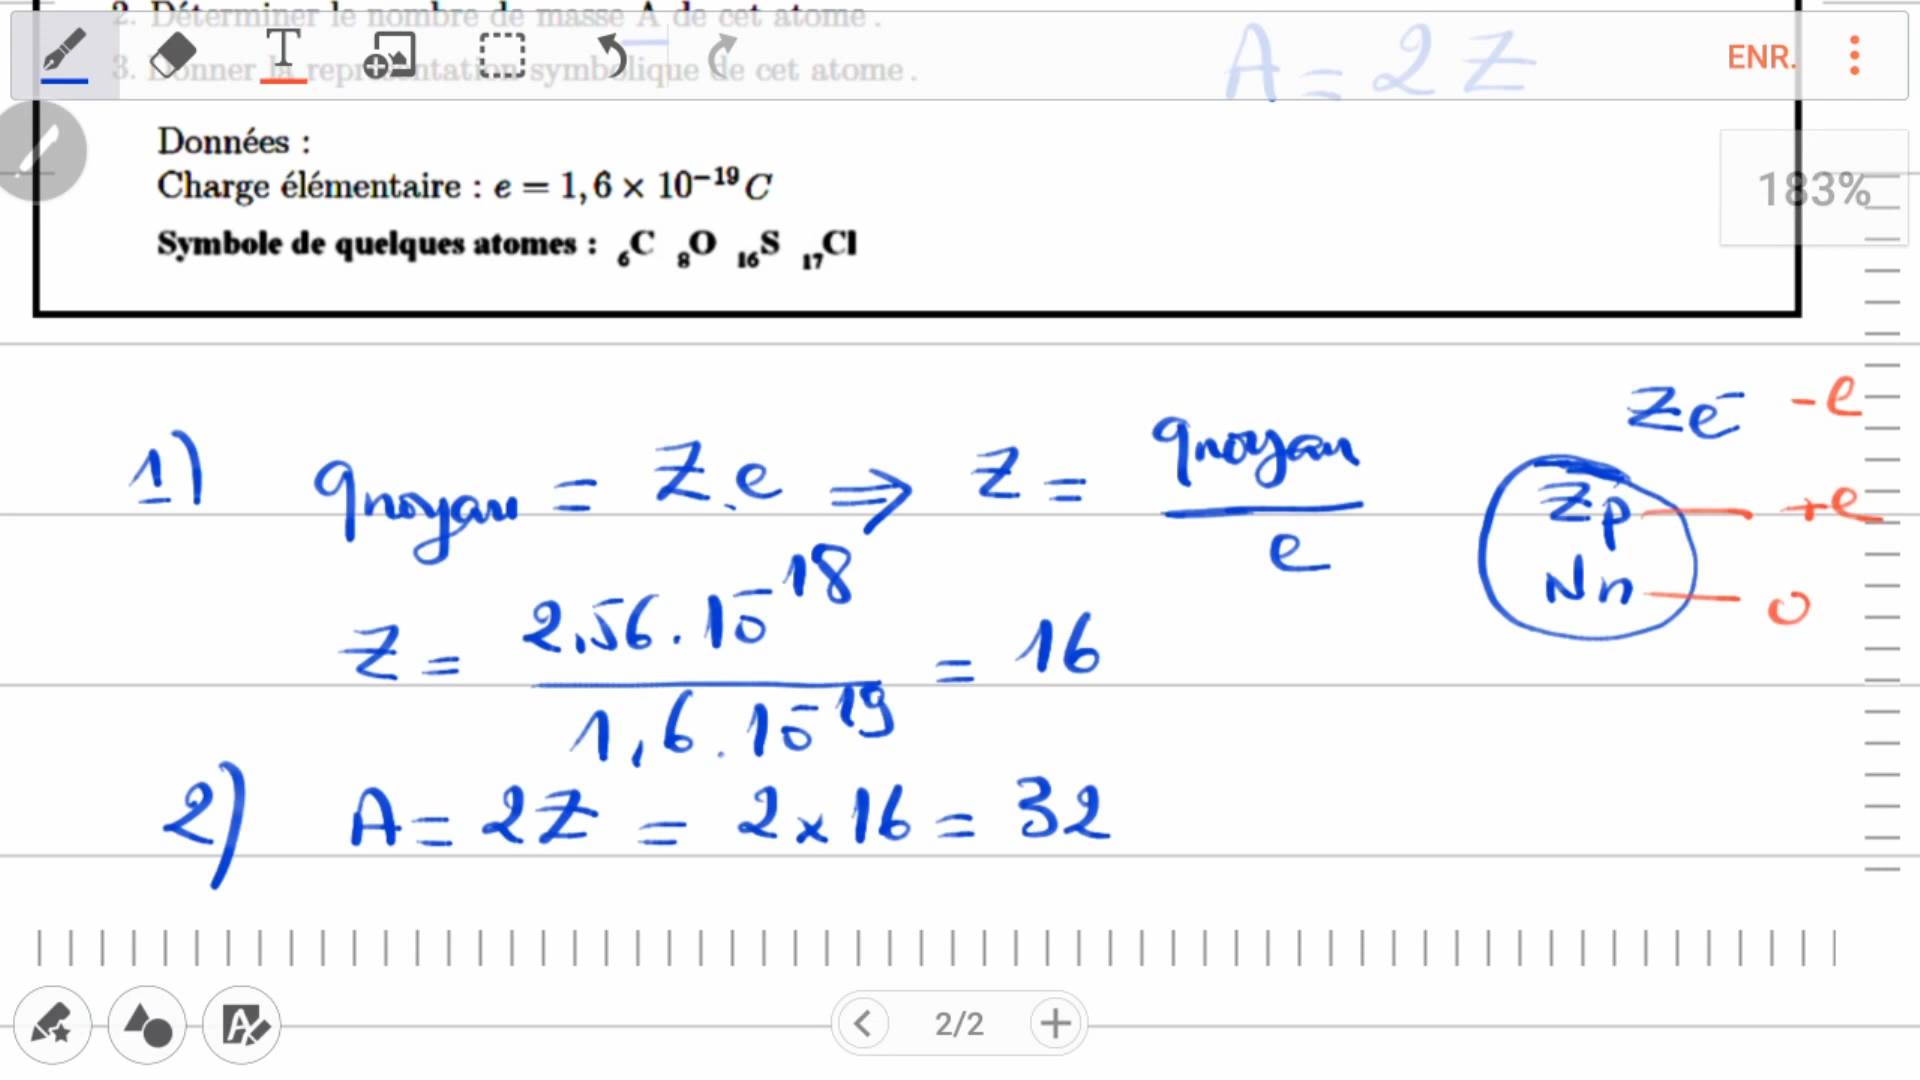 2. Déterminer le nombre de masse A de cet atome.
3. Donner la représentation symbolique de cet atome.
A = 2Z
T
ENR.
183%
Données :
Charge élémentaire : e = 1,6 × 10⁻¹⁹ C
Symbole de quelques atomes : ₆C ₈O ₁₆S ₁₇Cl
1) qnoyau = Z.e ⇒ Z = qnoyau / e
Ze⁻ -e
Zp +e
Nn 0
Z = 2,56.10⁻¹⁸ / 1,6.10⁻¹⁹ = 16
2) A = 2Z = 2 × 16 = 32
2/2